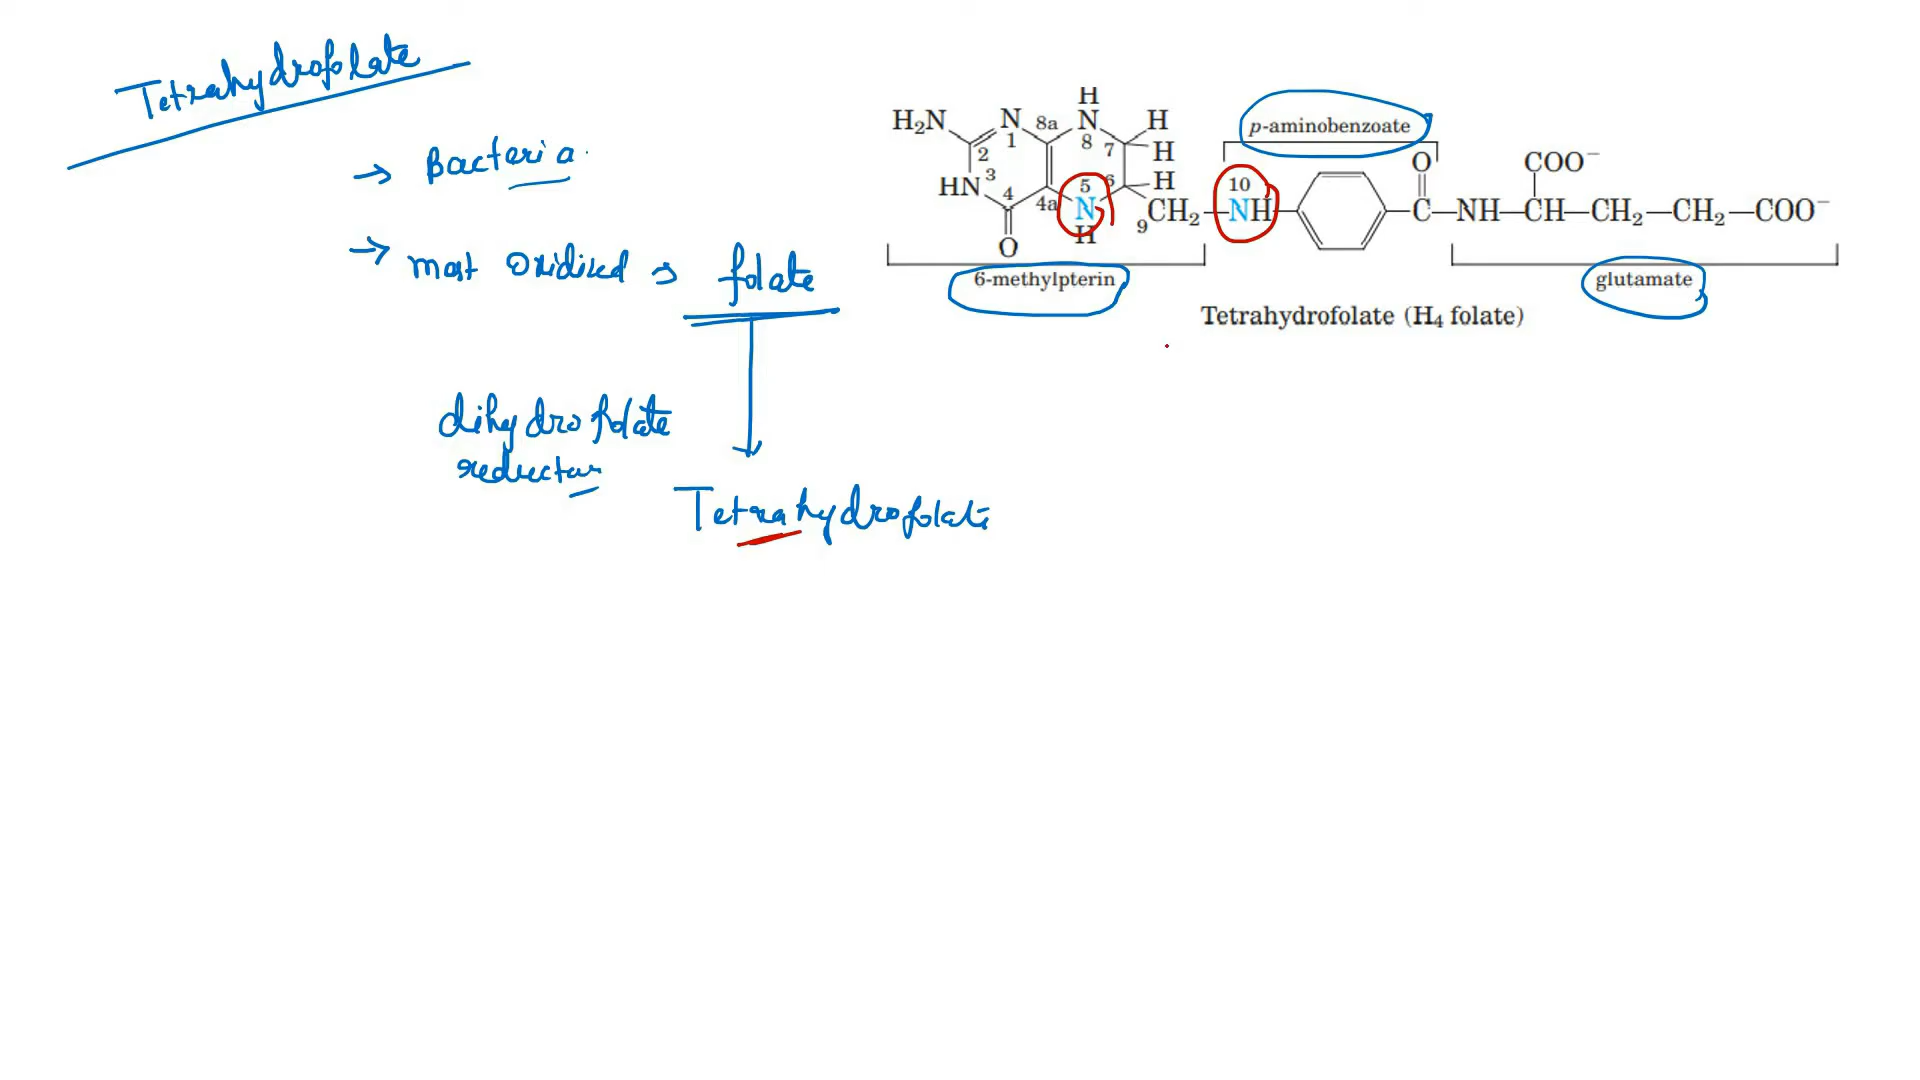 Tetrahydrofolate
→ Bacteria
→ most oxidized → folate
dihydrofolate
reductase
Tetrahydrofolate
H
H₂N N 8a N H
1 8 7 H
2
HN 3 4 4a 5 6 H
N CH₂ 10 NH C NH CH CH₂ CH₂ COO⁻
H 9
O
O COO⁻
p-aminobenzoate
6-methylpterin
glutamate
Tetrahydrofolate (H₄ folate)